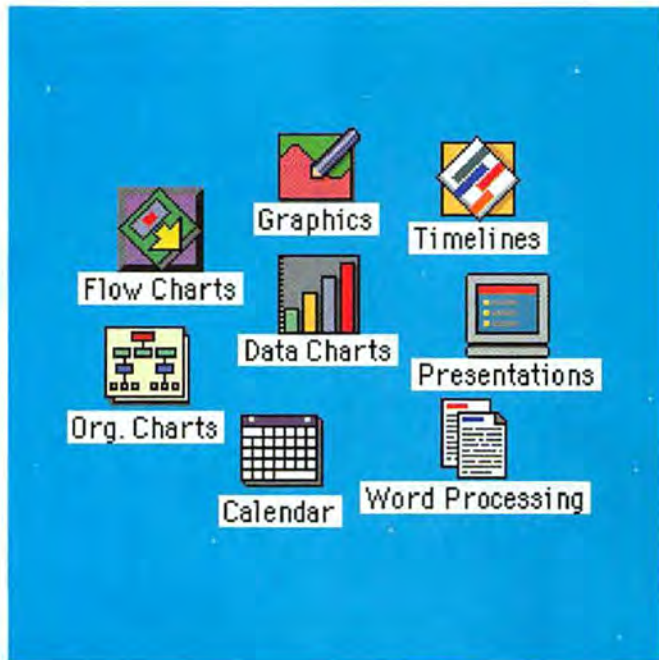 Graphics
Timelines
Flow Charts
Data Charts
Presentations
Org. Charts
Calendar
Word Processing